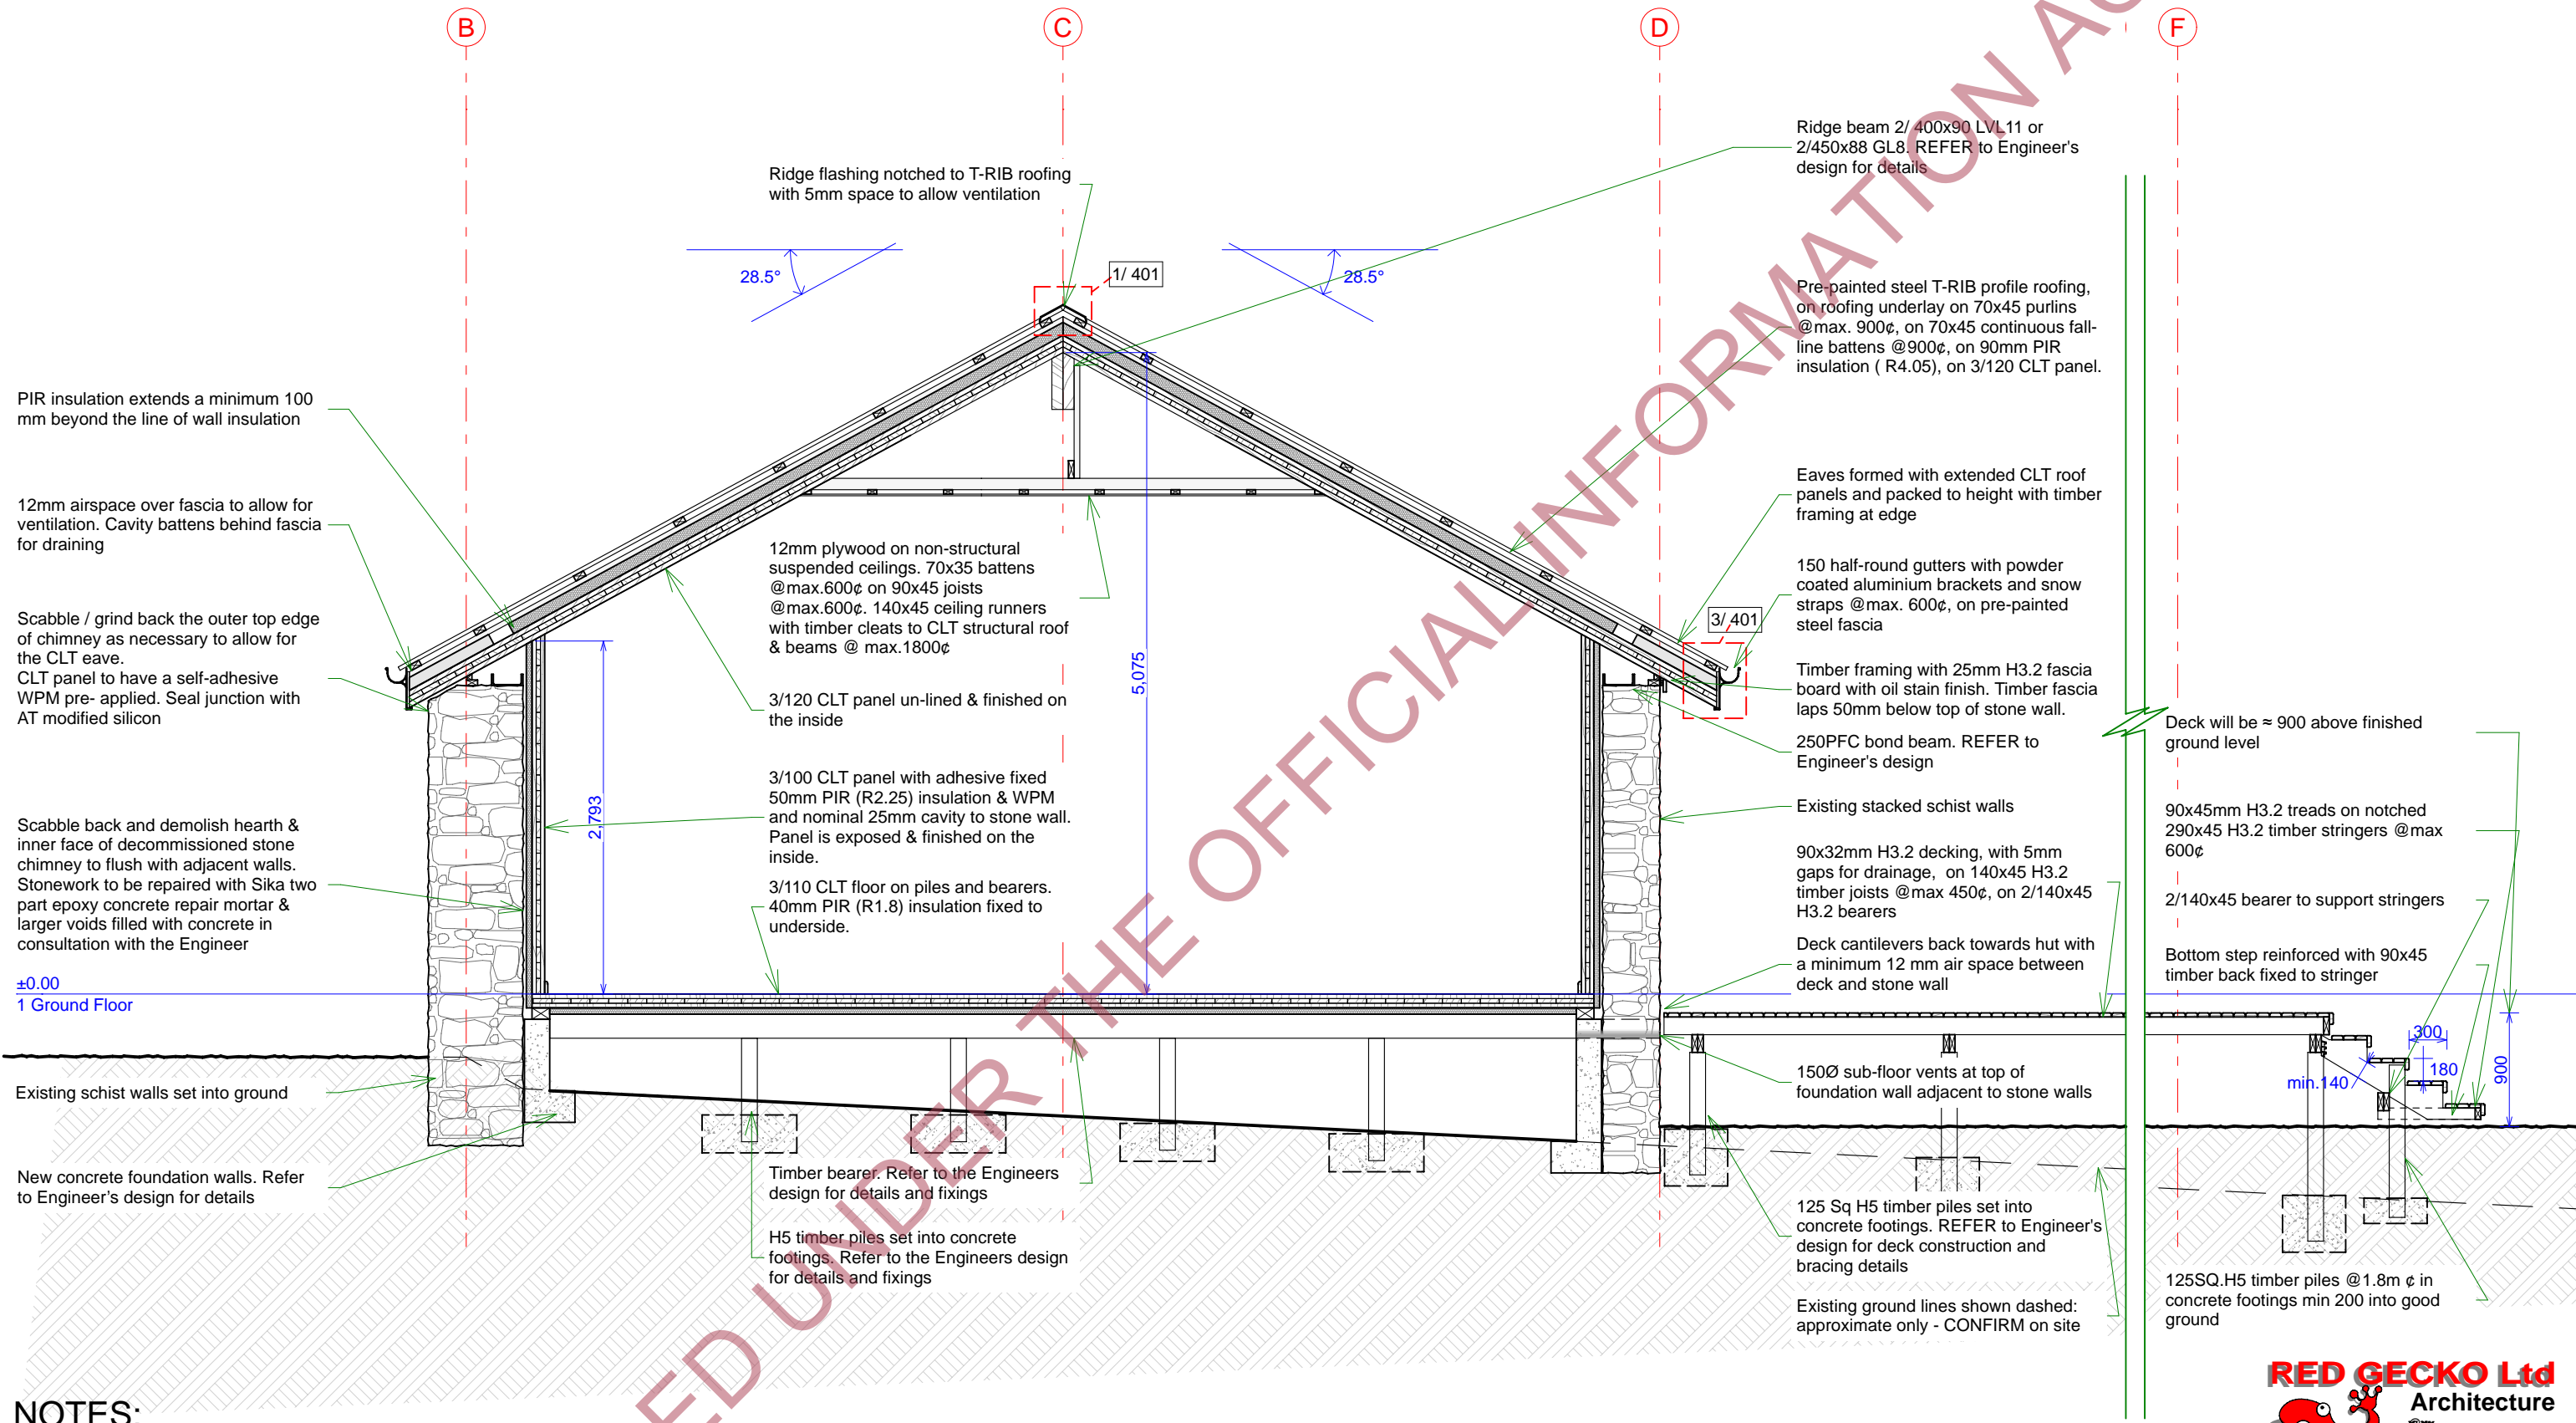 B
C
D
F
Ridge flashing notched to T-RIB roofing
with 5mm space to allow ventilation
Ridge beam 2/ 400x90 LVL11 or
2/450x88 GL8. REFER to Engineer's
design for details
28.5°
28.5°
1/ 401
Pre-painted steel T-RIB profile roofing,
on roofing underlay on 70x45 purlins
@max. 900¢, on 70x45 continuous fall-
line battens @900¢, on 90mm PIR
insulation ( R4.05), on 3/120 CLT panel.
PIR insulation extends a minimum 100
mm beyond the line of wall insulation
12mm airspace over fascia to allow for
ventilation. Cavity battens behind fascia
for draining
Scabble / grind back the outer top edge
of chimney as necessary to allow for
the CLT eave.
CLT panel to have a self-adhesive
WPM pre- applied. Seal junction with
AT modified silicon
Scabble back and demolish hearth &
inner face of decommissioned stone
chimney to flush with adjacent walls.
Stonework to be repaired with Sika two
part epoxy concrete repair mortar &
larger voids filled with concrete in
consultation with the Engineer
±0.00
1 Ground Floor
Existing schist walls set into ground
New concrete foundation walls. Refer
to Engineer's design for details
12mm plywood on non-structural
suspended ceilings. 70x35 battens
@max.600¢ on 90x45 joists
@max.600¢. 140x45 ceiling runners
with timber cleats to CLT structural roof
& beams @ max.1800¢
3/120 CLT panel un-lined & finished on
the inside
3/100 CLT panel with adhesive fixed
50mm PIR (R2.25) insulation & WPM
and nominal 25mm cavity to stone wall.
Panel is exposed & finished on the
inside.
3/110 CLT floor on piles and bearers.
40mm PIR (R1.8) insulation fixed to
underside.
2,793
5,075
Timber bearer. Refer to the Engineers
design for details and fixings
H5 timber piles set into concrete
footings. Refer to the Engineers design
for details and fixings
Eaves formed with extended CLT roof
panels and packed to height with timber
framing at edge
150 half-round gutters with powder
coated aluminium brackets and snow
straps @max. 600¢, on pre-painted
steel fascia
3/ 401
Timber framing with 25mm H3.2 fascia
board with oil stain finish. Timber fascia
laps 50mm below top of stone wall.
250PFC bond beam. REFER to
Engineer's design
Existing stacked schist walls
90x32mm H3.2 decking, with 5mm
gaps for drainage, on 140x45 H3.2
timber joists @max 450¢, on 2/140x45
H3.2 bearers
Deck cantilevers back towards hut with
a minimum 12 mm air space between
deck and stone wall
150Ø sub-floor vents at top of
foundation wall adjacent to stone walls
125 Sq H5 timber piles set into
concrete footings. REFER to Engineer's
design for deck construction and
bracing details
Existing ground lines shown dashed:
approximate only - CONFIRM on site
Deck will be ≈ 900 above finished
ground level
90x45mm H3.2 treads on notched
290x45 H3.2 timber stringers @max
600¢
2/140x45 bearer to support stringers
Bottom step reinforced with 90x45
timber back fixed to stringer
300
180
min.140
900
125SQ.H5 timber piles @1.8m ¢ in
concrete footings min 200 into good
ground
NOTES:
RED GECKO Ltd
Architecture
ED UNDER THE OFFICIAL INFORMATION AC